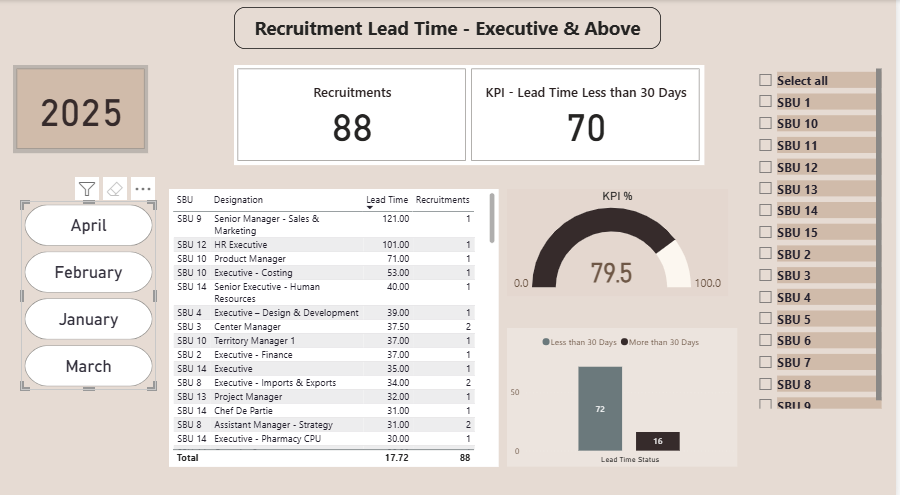 Recruitment Lead Time - Executive & Above
2025
Recruitments
88
KPI - Lead Time Less than 30 Days
70
April
February
January
March
SBU Designation Lead Time Recruitments
SBU 9 Senior Manager - Sales & 121.00 1
Marketing
SBU 12 HR Executive 101.00 1
SBU 10 Product Manager 71.00 1
SBU 10 Executive - Costing 53.00 1
SBU 14 Senior Executive - Human 40.00 1
Resources
SBU 4 Executive – Design & Development 39.00 1
SBU 3 Center Manager 37.50 2
SBU 10 Territory Manager 1 37.00 1
SBU 2 Executive - Finance 37.00 1
SBU 14 Executive 35.00 1
SBU 8 Executive - Imports & Exports 34.00 2
SBU 13 Project Manager 32.00 1
SBU 14 Chef De Partie 31.00 1
SBU 8 Assistant Manager - Strategy 31.00 2
SBU 14 Executive - Pharmacy CPU 30.00 1
Total 17.72 88
KPI %
79.5
0.0 100.0
Less than 30 Days More than 30 Days
50
72
16
0
Lead Time Status
Select all
SBU 1
SBU 10
SBU 11
SBU 12
SBU 13
SBU 14
SBU 15
SBU 2
SBU 3
SBU 4
SBU 5
SBU 6
SBU 7
SBU 8
SBU 9